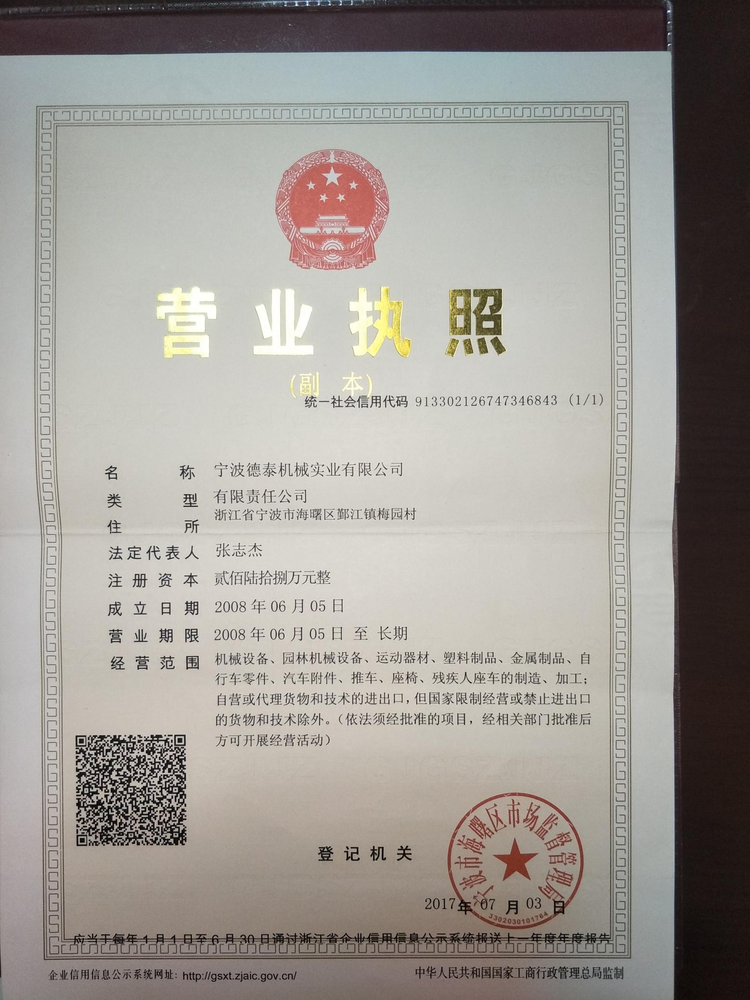 营业执照
(副 本)
统一社会信用代码 913302126747346843 (1/1)
名 称 宁波德泰机械实业有限公司
类 型 有限责任公司
住 所 浙江省宁波市海曙区鄞江镇梅园村
法定代表人 张志杰
注册资本 贰佰陆拾捌万元整
成立日期 2008年06月05日
营业期限 2008年06月05日 至 长期
经营范围 机械设备、园林机械设备、运动器材、塑料制品、金属制品、自
行车零件、汽车附件、推车、座椅、残疾人座车的制造、加工；
自营或代理货物和技术的进出口，但国家限制经营或禁止进出口
的货物和技术除外。（依法须经批准的项目，经相关部门批准后
方可开展经营活动）
登记机关
宁波市海曙区市场监督管理局
2017年07月03日
3302030101764
应当于每年1月1日至6月30日通过浙江省企业信用信息公示系统报送上一年度年度报告
企业信用信息公示系统网址: http://gsxt.zjaic.gov.cn/
中华人民共和国国家工商行政管理总局监制